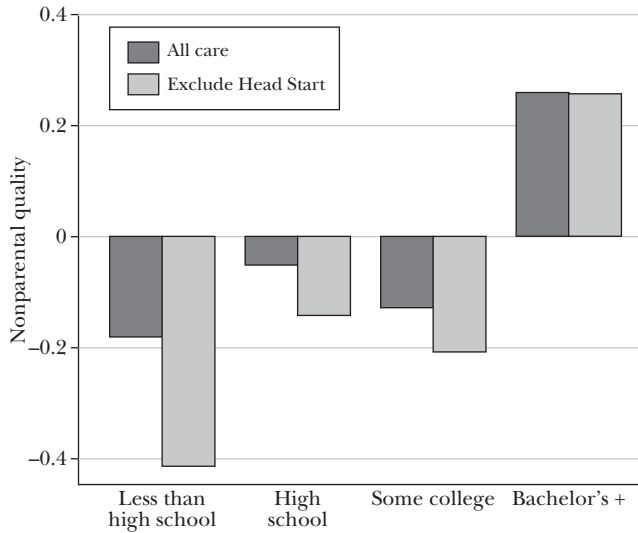 0.4
All care
Exclude Head Start
0.2
0
–0.2
–0.4
Nonparental quality
Less than
high school
High
school
Some college
Bachelor's +